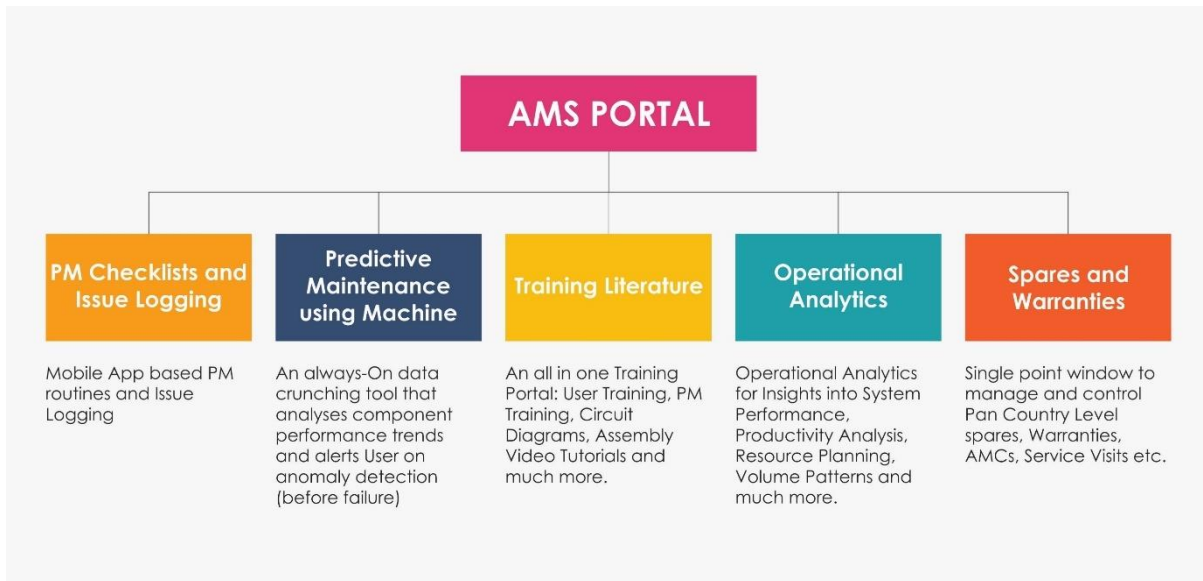 AMS PORTAL
PM Checklists and
Issue Logging
Mobile App based PM
routines and Issue
Logging
Predictive
Maintenance
using Machine
An always-On data
crunching tool that
analyses component
performance trends
and alerts User on
anomaly detection
(before failure)
Training Literature
An all in one Training
Portal: User Training, PM
Training, Circuit
Diagrams, Assembly
Video Tutorials and
much more.
Operational
Analytics
Operational Analytics
for Insights into System
Performance,
Productivity Analysis,
Resource Planning,
Volume Patterns and
much more.
Spares and
Warranties
Single point window to
manage and control
Pan Country Level
spares, Warranties,
AMCs, Service Visits etc.